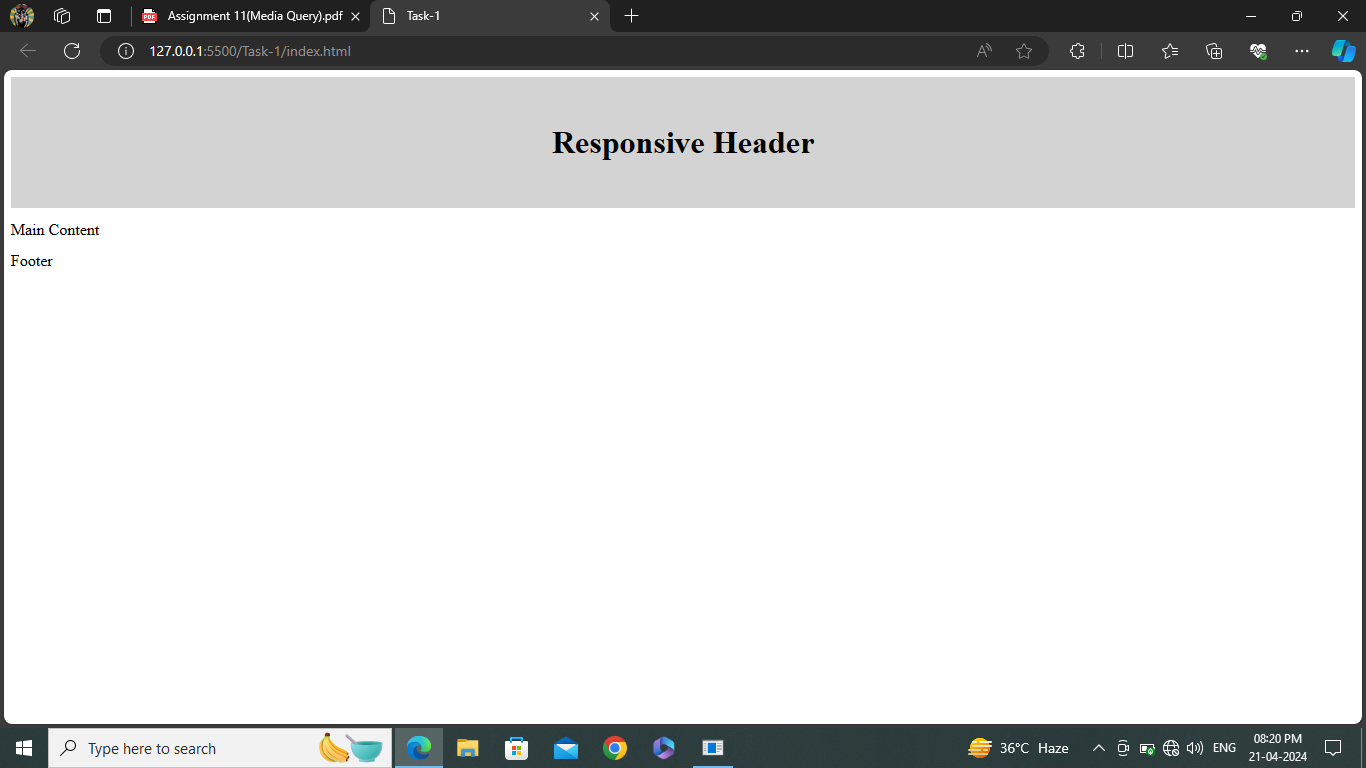 Assignment 11(Media Query).pdf
Task-1
127.0.0.1:5500/Task-1/index.html
Responsive Header
Main Content
Footer
Type here to search
36°C Haze
ENG
08:20 PM
21-04-2024